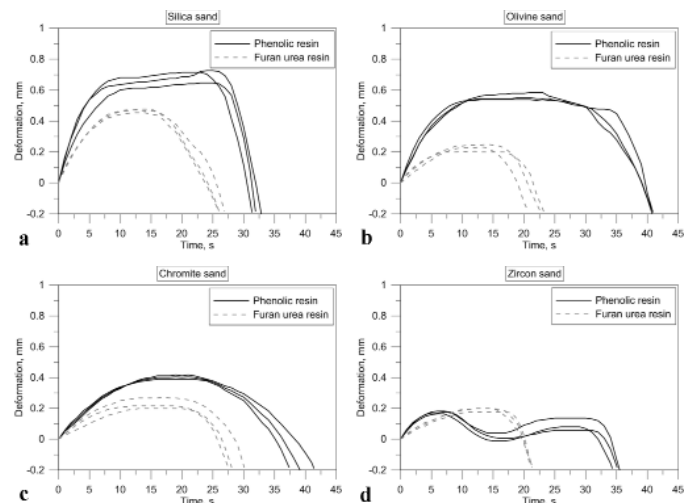 Silica sand
Phenolic resin
Furan urea resin
Deformation, mm
1
0.8
0.6
0.4
0.2
0
-0.2
0 5 10 15 20 25 30 35 40 45
Time, s
a
Olivine sand
Phenolic resin
Furan urea resin
Deformation, mm
1
0.8
0.6
0.4
0.2
0
-0.2
0 5 10 15 20 25 30 35 40 45
Time, s
b
Chromite sand
Phenolic resin
Furan urea resin
Deformation, mm
1
0.8
0.6
0.4
0.2
0
-0.2
0 5 10 15 20 25 30 35 40 45
Time, s
c
Zircon sand
Phenolic resin
Furan urea resin
Deformation, mm
1
0.8
0.6
0.4
0.2
0
-0.2
0 5 10 15 20 25 30 35 40 45
Time, s
d